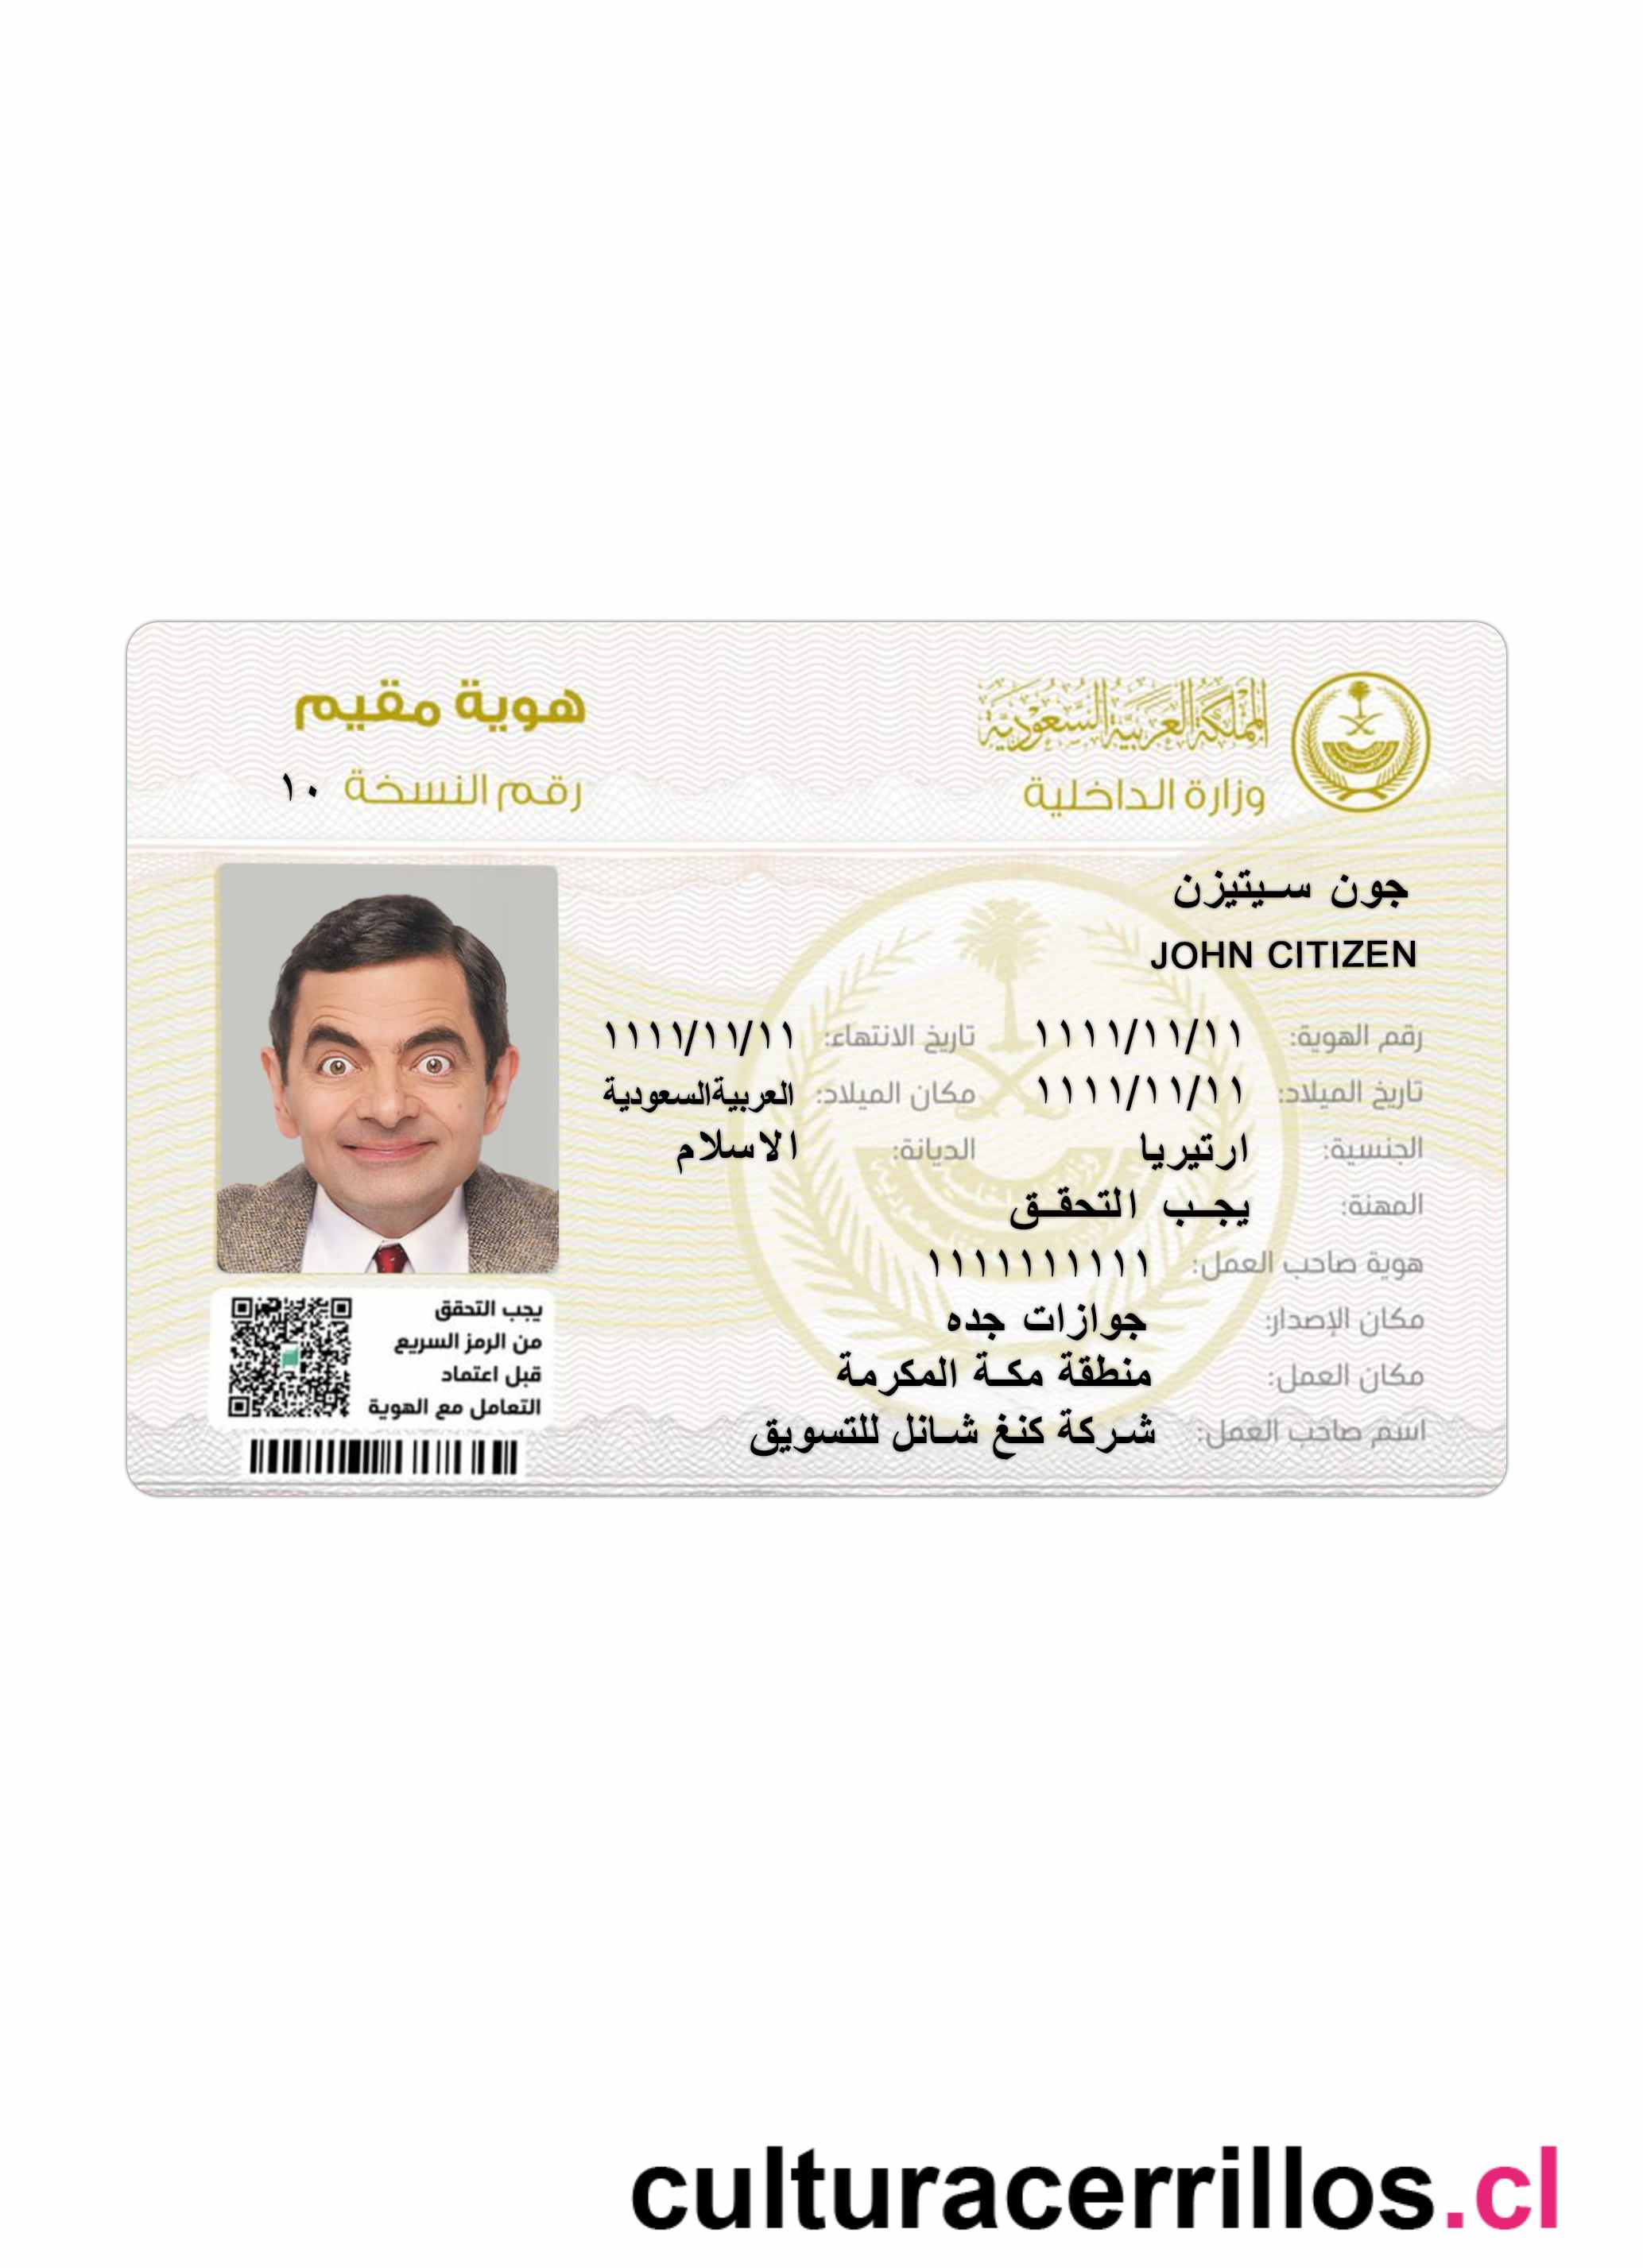 المملكة العربية السعودية
وزارة الداخلية
هوية مقيم
رقم النسخة ١٠
جون سيتيزن
JOHN CITIZEN
رقم الهوية: ١١١١/١١/١١ تاريخ الانتهاء: ١١١١/١١/١١
تاريخ الميلاد: ١١١١/١١/١١ مكان الميلاد: العربيةالسعودية
الجنسية: ارتيريا الديانة: الاسلام
المهنة: يجب التحقق
هوية صاحب العمل: ١١١١١١١١١١
مكان الإصدار: جوازات جده
مكان العمل: منطقة مكة المكرمة
اسم صاحب العمل: شركة كنغ شانل للتسويق
يجب التحقق
من الرمز السريع
قبل اعتماد
التعامل مع الهوية
culturacerrillos.cl